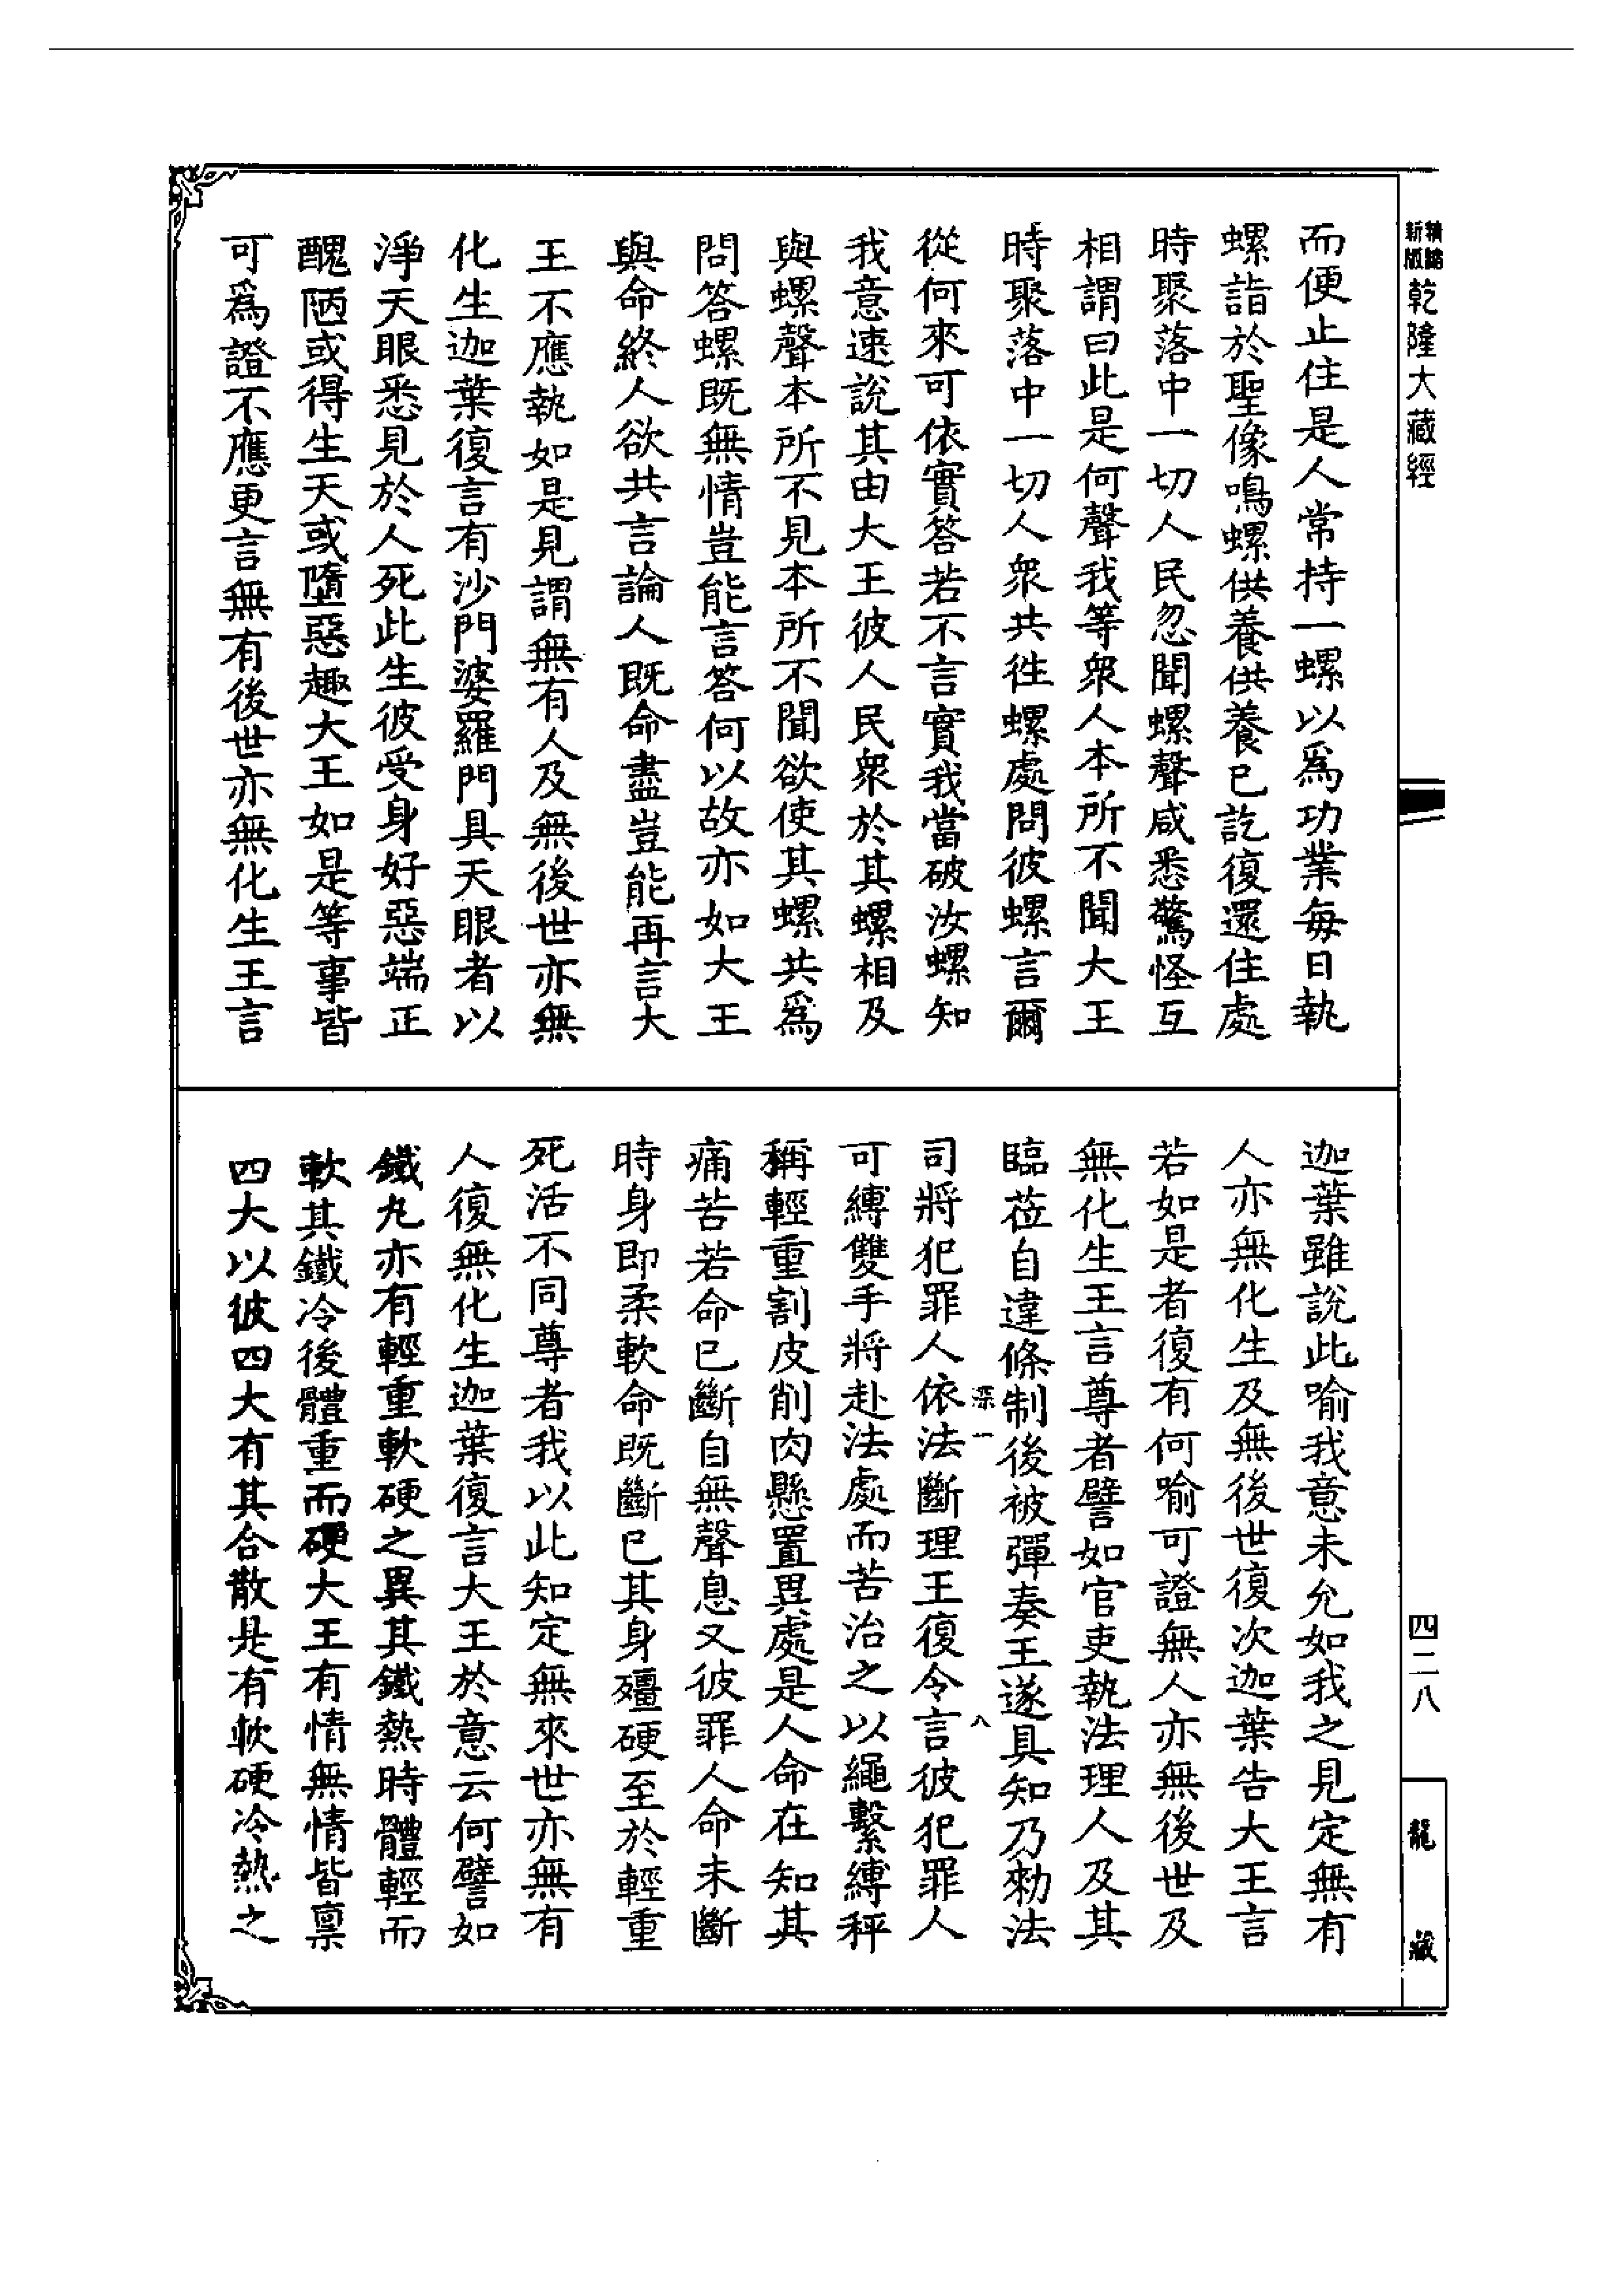 新版精縮乾隆大藏經
四二八
龍藏
而便止住是人常持一螺以爲功業每日執
螺詣於聖像鳴螺供養供養已訖復還住處
時聚落中一切人民忽聞螺聲咸悉驚怪互
相謂曰此是何聲我等衆人本所不聞大王
時聚落中一切人衆共往螺處問彼螺言爾
從何來可依實答若不言實我當破汝螺知
我意速說其由大王彼人民衆於其螺相及
與螺聲本所不見本所不聞欲使其螺共爲
問答螺既無情豈能言答何以故亦如大王
與命終人欲共言論人既命盡豈能再言大
王不應執如是見謂無有人及無後世亦無
化生迦葉復言有沙門婆羅門具天眼者以
淨天眼悉見於人死此生彼受身好惡端正
醜陋或得生天或墮惡趣大王如是等事皆
可爲證不應更言無有後世亦無化生王言
迦葉雖說此喻我意未允如我之見定無有
人亦無化生及無後世復次迦葉告大王言
若如是者復有何喻可證無人亦無後世及
無化生王言尊者譬如官吏執法理人及其
臨莅自違條制後被彈奏王遂具知乃勑法
深一 八
司將犯罪人依法斷理王復令言彼犯罪人
可縛雙手將赴法處而苦治之以繩繫縛秤
稱輕重割皮削肉懸置異處是人命在知其
痛苦若命已斷自無聲息又彼罪人命未斷
時身即柔軟命既斷已其身殭硬至於輕重
死活不同尊者我以此知定無來世亦無有
人復無化生迦葉復言大王於意云何譬如
鐵丸亦有輕重軟硬之異其鐵熱時體輕而
軟其鐵冷後體重而硬大王有情無情皆稟
四大以彼四大有其合散是有軟硬冷熱之